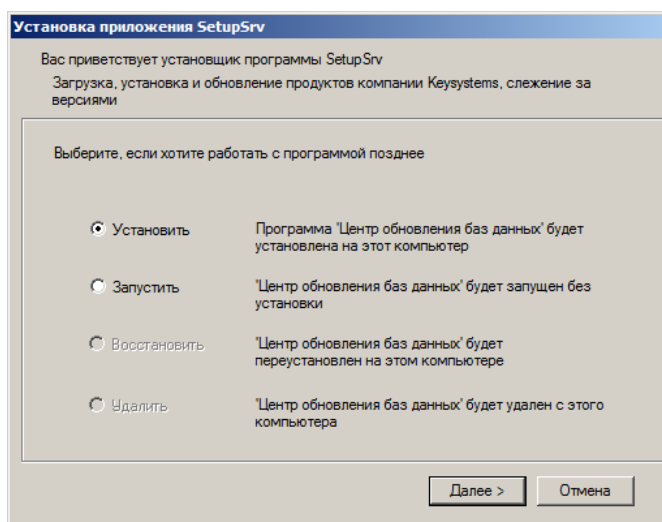 Установка приложения SetupSrv
Вас приветствует установщик программы SetupSrv
Загрузка, установка и обновление продуктов компании Keysystems, слежение за
версиями
Выберите, если хотите работать с программой позднее
Установить
Программа 'Центр обновления баз данных' будет
установлена на этот компьютер
Запустить
'Центр обновления баз данных' будет запущен без
установки
Восстановить
'Центр обновления баз данных' будет
переустановлен на этом компьютере
Удалить
'Центр обновления баз данных' будет удален с этого
компьютера
Далее >
Отмена